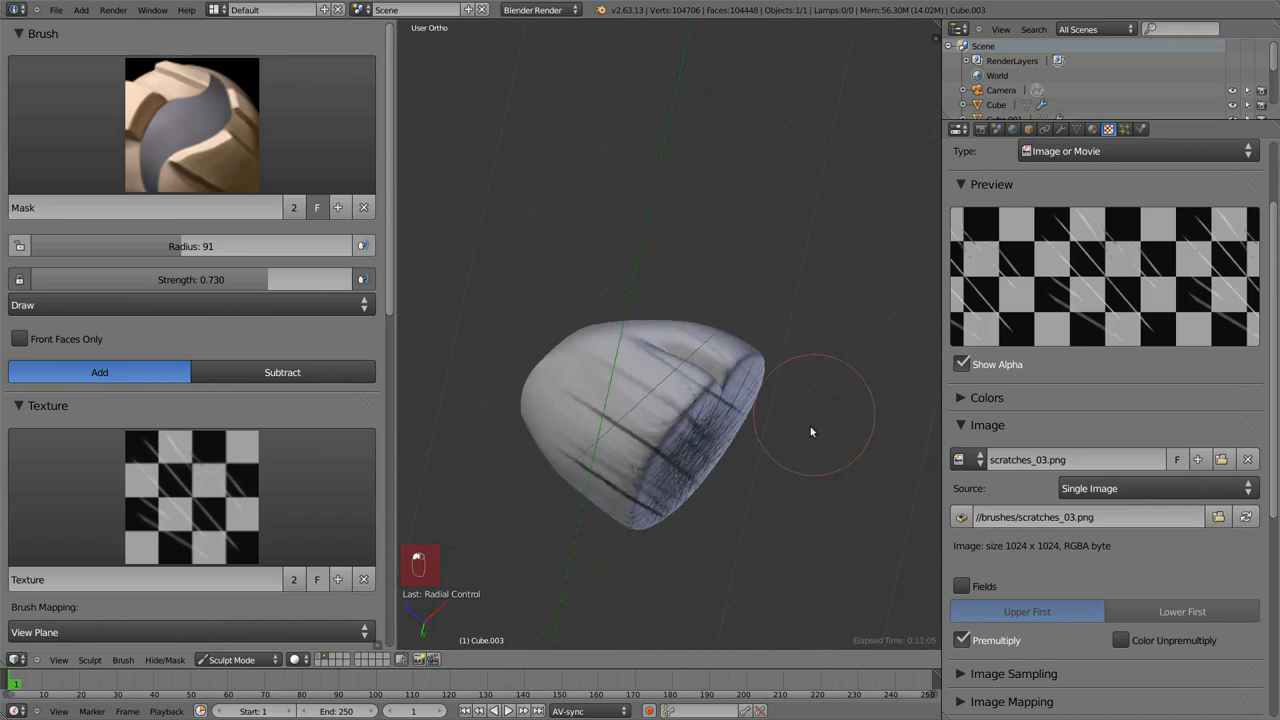 File Add Render Window Help Default Scene Blender Render v2.63.13 | Verts:104706 | Faces:104448 | Objects:1/1 | Lamps:0/0 | Mem:56.30M (14.02M) | Cube.003
Brush
Mask 2 F
Radius: 91
Strength: 0.730
Draw
Front Faces Only
Add Subtract
Texture
Texture 2 F
Brush Mapping:
View Plane
User Ortho
Last: Radial Control
(1) Cube.003
Elapsed Time: 0:11:05
View Search All Scenes
Scene
RenderLayers
World
Camera
Cube
Type: Image or Movie
Preview
Show Alpha
Colors
Image
scratches_03.png F
Source: Single Image
//brushes/scratches_03.png
Image: size 1024 x 1024, RGBA byte
Fields
Upper First Lower First
Premultiply Color Unpremultiply
Image Sampling
Image Mapping
View Sculpt Brush Hide/Mask Sculpt Mode
1
0 10 20 30 40 50 60 70 80 90 100 110 120 130 140 150 160 170 180 190 200 210 220 230 240 250
View Marker Frame Playback Start: 1 End: 250 1 AV-sync